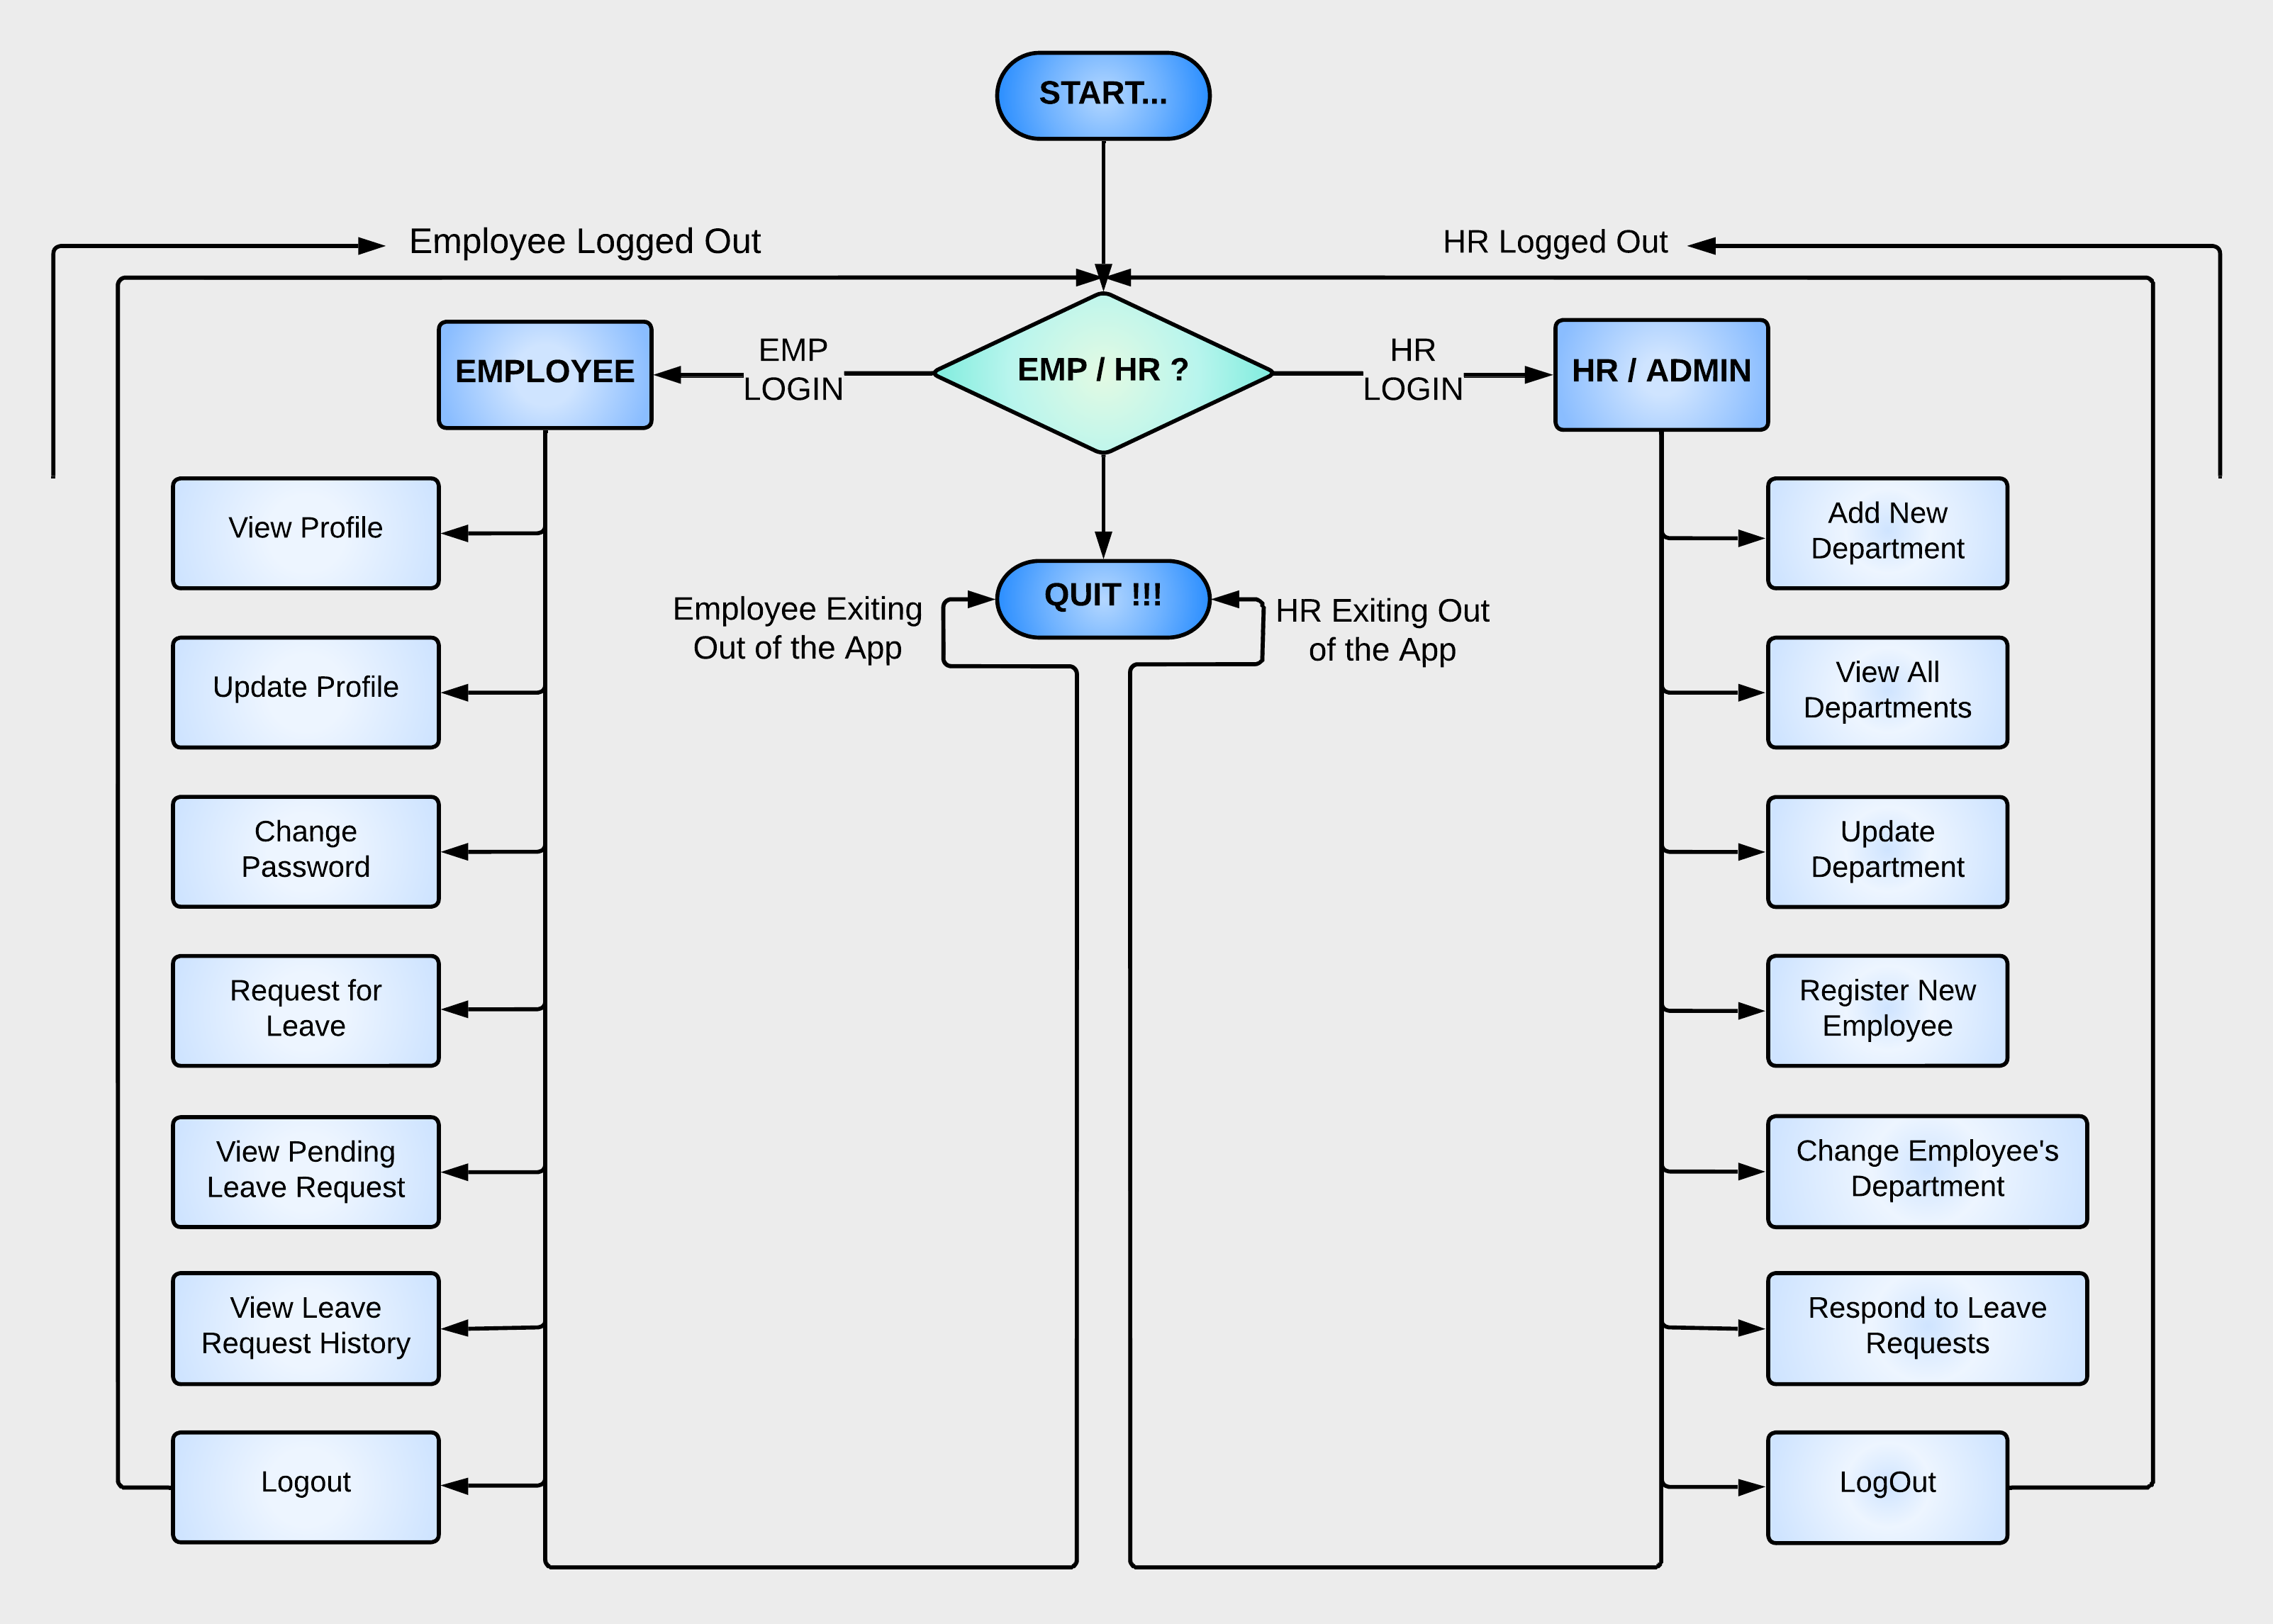 START...
Employee Logged Out
HR Logged Out
EMPLOYEE
EMP
LOGIN
EMP / HR ?
HR
LOGIN
HR / ADMIN
View Profile
Add New
Department
Employee Exiting
Out of the App
QUIT !!!
HR Exiting Out
of the App
Update Profile
View All
Departments
Change
Password
Update
Department
Request for
Leave
Register New
Employee
View Pending
Leave Request
Change Employee's
Department
View Leave
Request History
Respond to Leave
Requests
Logout
LogOut